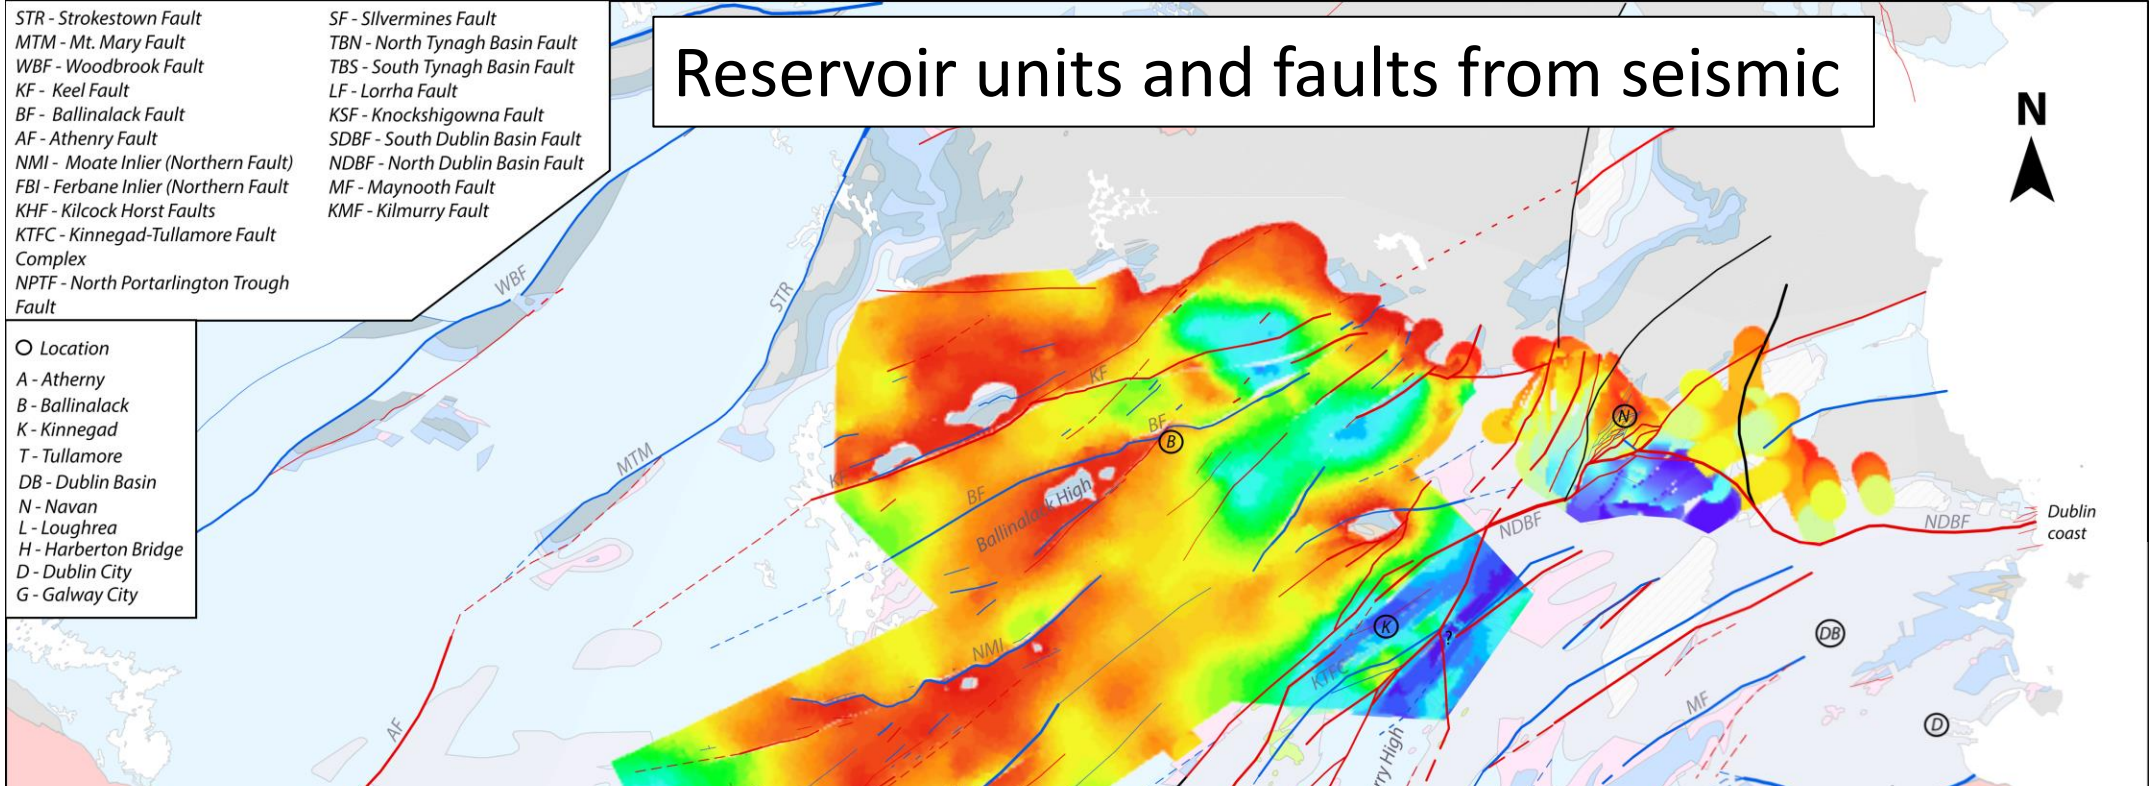 STR - Strokestown Fault
MTM - Mt. Mary Fault
WBF - Woodbrook Fault
KF - Keel Fault
BF - Ballinalack Fault
AF - Athenry Fault
NMI - Moate Inlier (Northern Fault)
FBI - Ferbane Inlier (Northern Fault
KHF - Kilcock Horst Faults
KTFC - Kinnegad-Tullamore Fault
Complex
NPTF - North Portarlington Trough
Fault
SF - SIlvermines Fault
TBN - North Tynagh Basin Fault
TBS - South Tynagh Basin Fault
LF - Lorrha Fault
KSF - Knockshigowna Fault
SDBF - South Dublin Basin Fault
NDBF - North Dublin Basin Fault
MF - Maynooth Fault
KMF - Kilmurry Fault
Reservoir units and faults from seismic
N
Location
A - Atherny
B - Ballinalack
K - Kinnegad
T - Tullamore
DB - Dublin Basin
N - Navan
L - Loughrea
H - Harberton Bridge
D - Dublin City
G - Galway City
WBF
STR
MTM
AF
KF
KF
BF
BF
B
Ballinalack High
NMI
N
NDBF
NDBF
Dublin
coast
K
?
KTFC
DB
MF
D
rry High